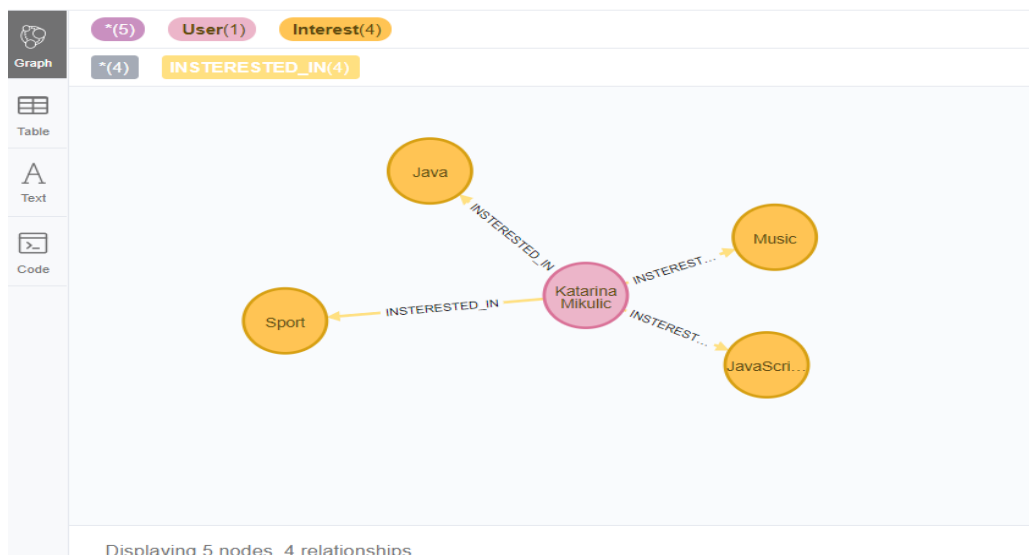 *(5) User(1) Interest(4)
Graph
*(4) INSTERESTED_IN(4)
Table
Text
Code
Java
INSTERESTED_IN
Music
INSTEREST...
Katarina
Mikulic
INSTERESTED_IN
Sport
INSTEREST...
JavaScri...
Displaying 5 nodes, 4 relationships